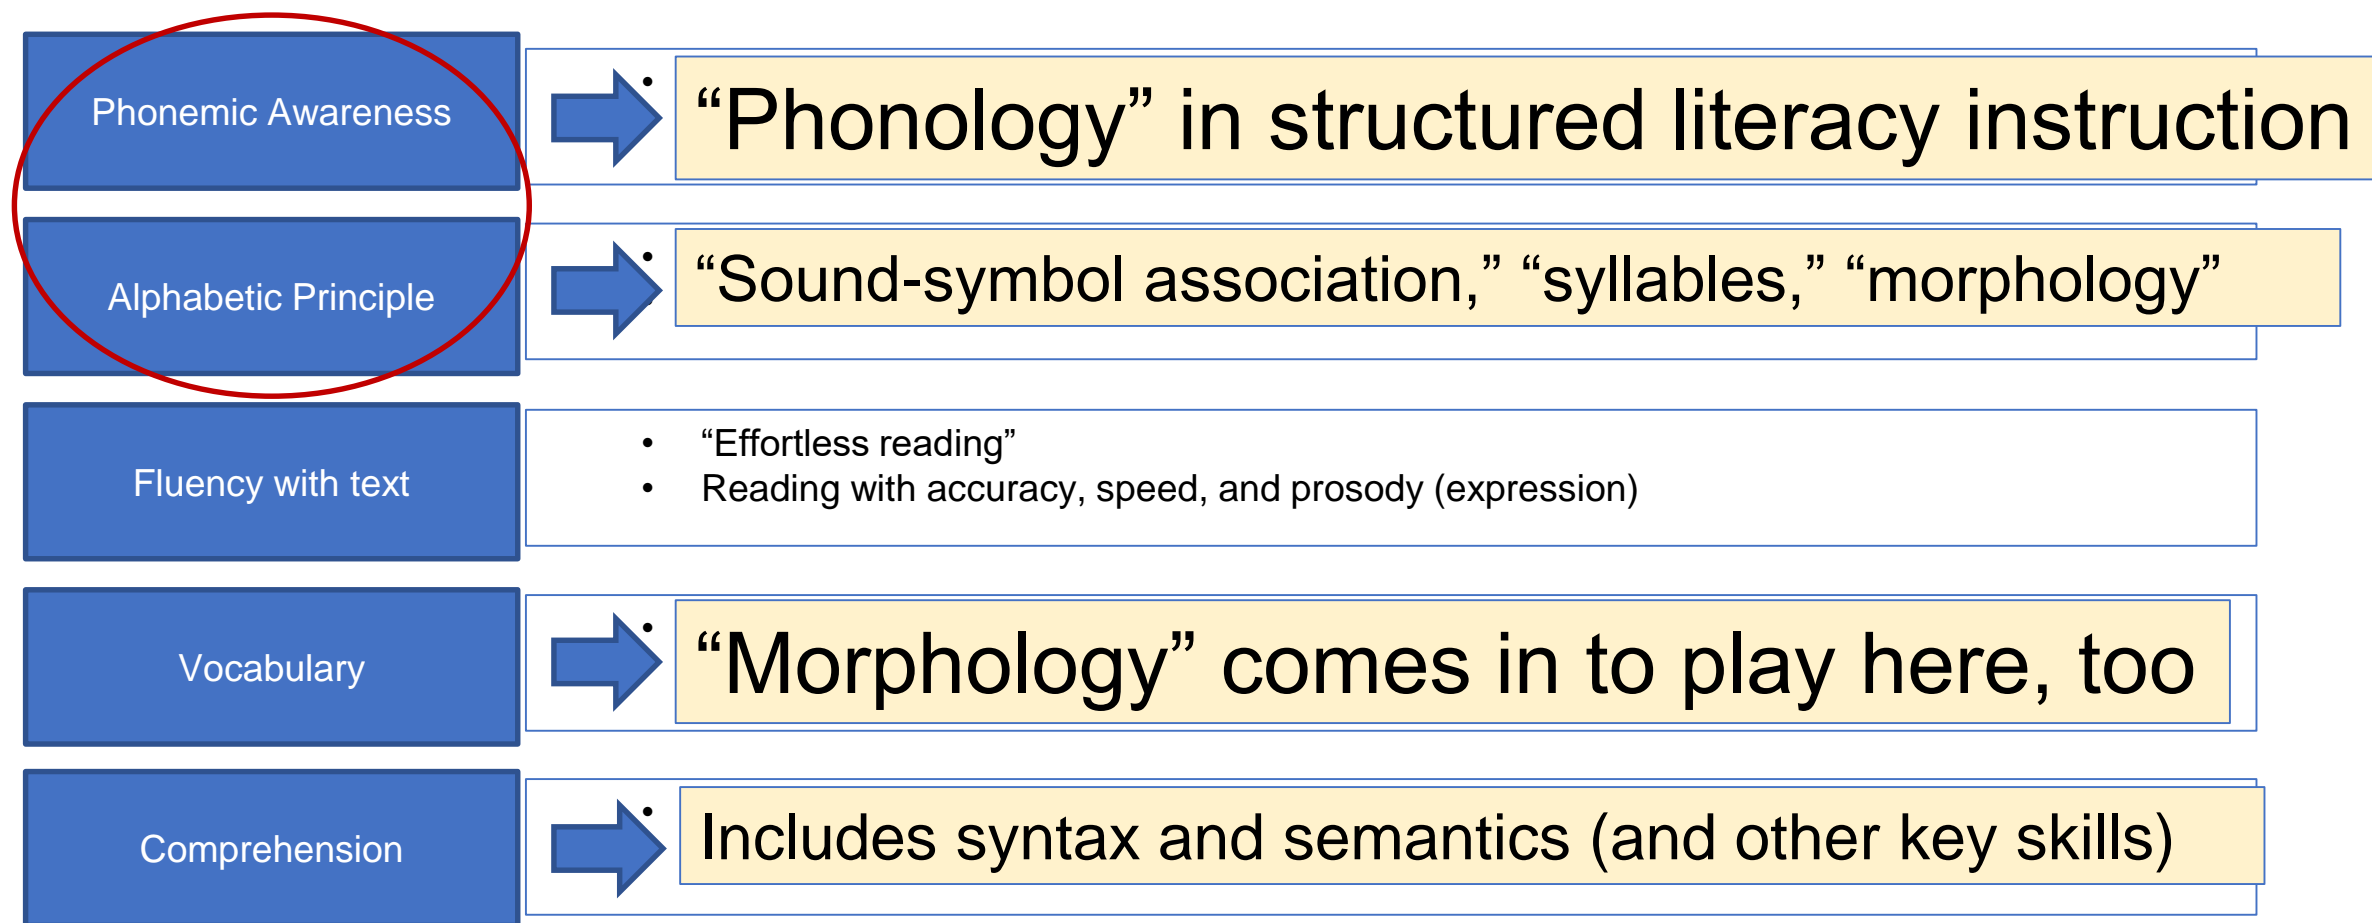 Phonemic Awareness
• “Phonology” in structured literacy instruction
Alphabetic Principle
• “Sound-symbol association,” “syllables,” “morphology”
Fluency with text
• “Effortless reading”
• Reading with accuracy, speed, and prosody (expression)
Vocabulary
• “Morphology” comes in to play here, too
Comprehension
• Includes syntax and semantics (and other key skills)